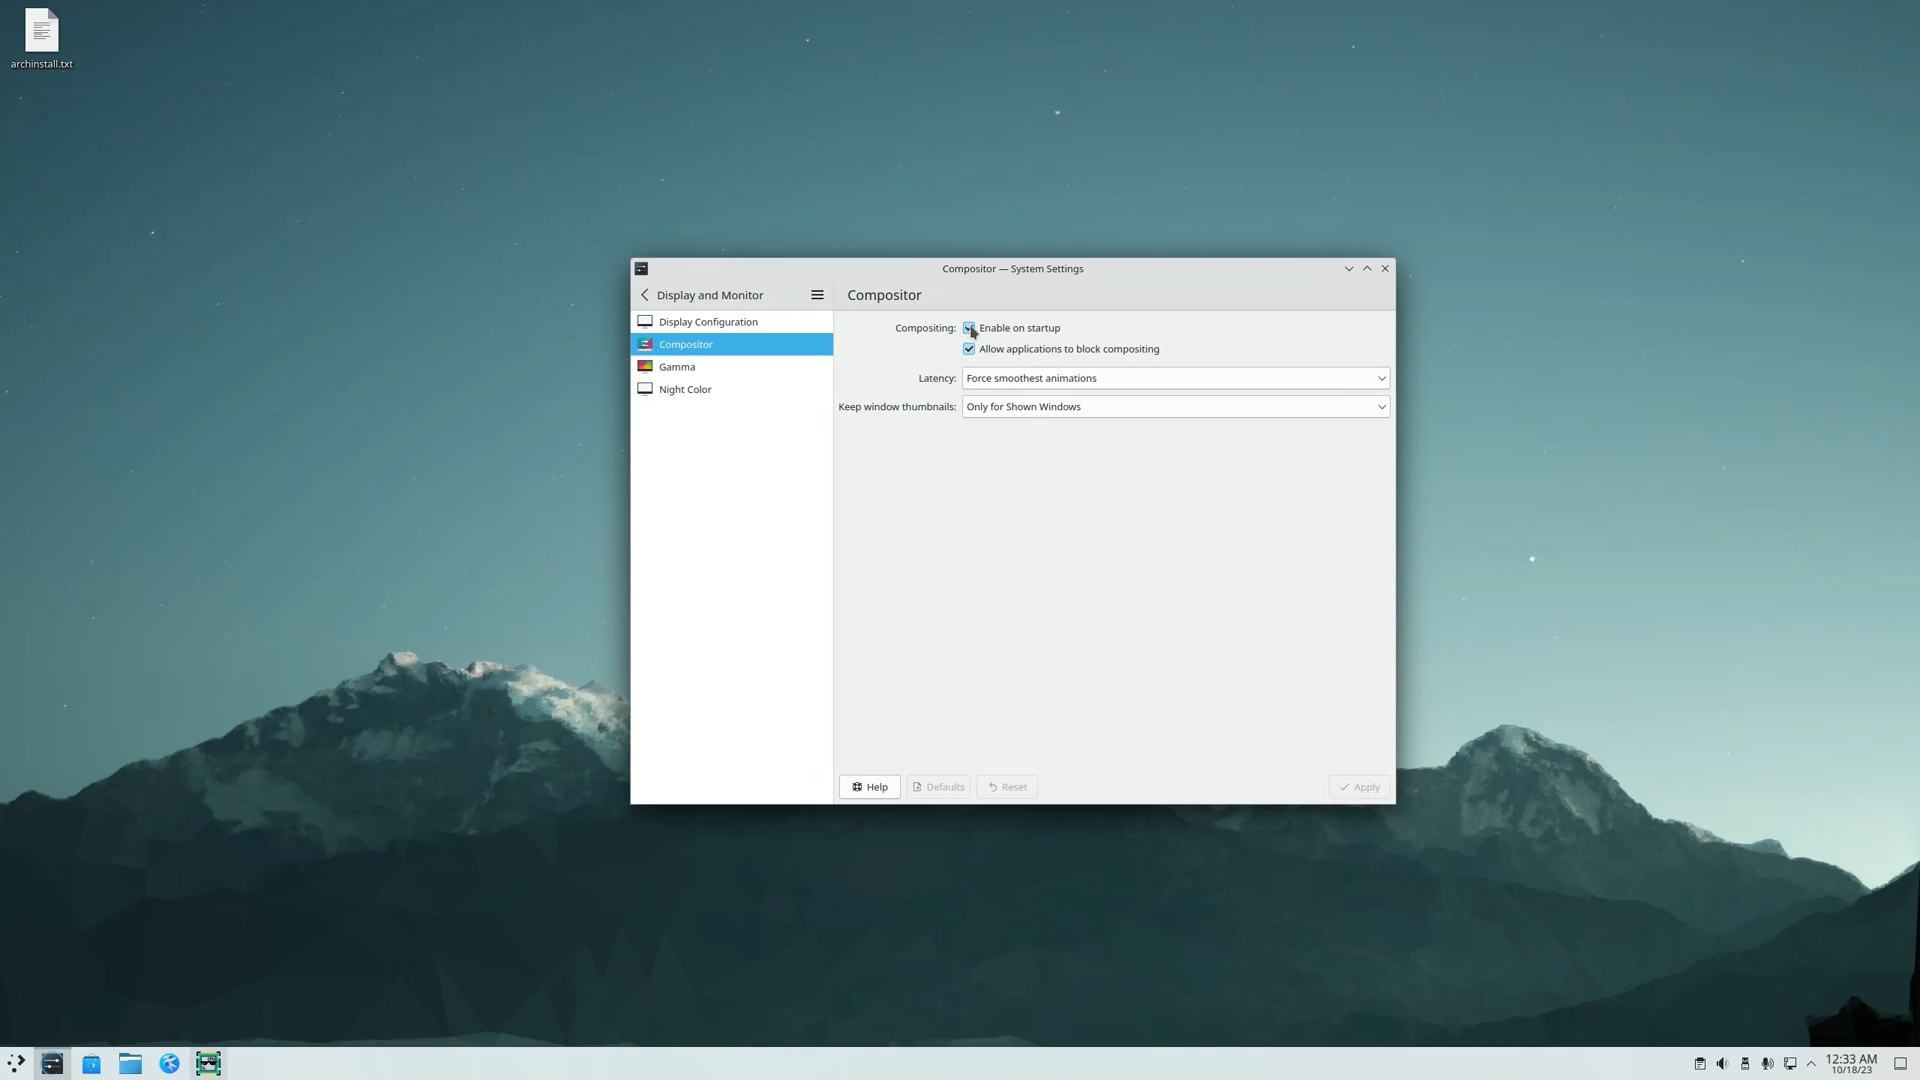 archinstall.txt
Compositor — System Settings
Display and Monitor
Compositor
Display Configuration
Compositor
Gamma
Night Color
Compositing: Enable on startup
Allow applications to block compositing
Latency: Force smoothest animations
Keep window thumbnails: Only for Shown Windows
Help Defaults Reset Apply
12:33 AM
10/18/23